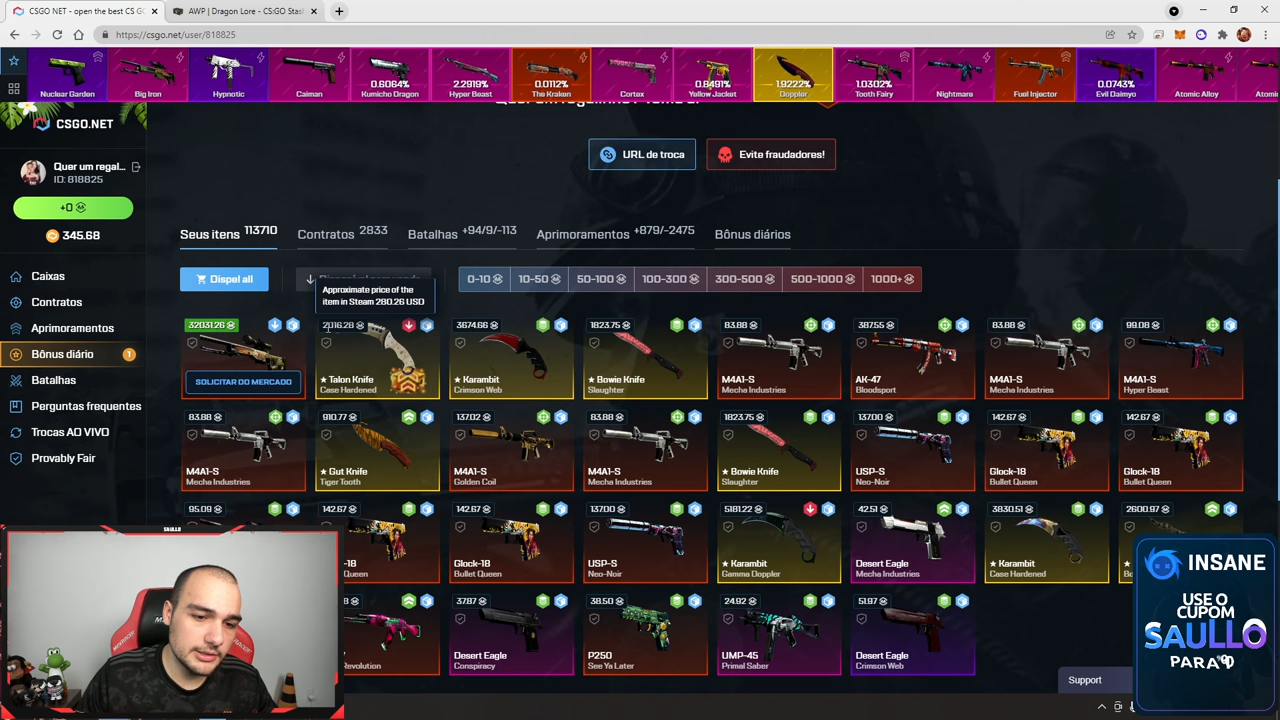 CSGO NET - open the best CS G
AWP | Dragon Lore - CS:GO Stas
https://csgo.net/user/818825
Nuclear Garden
Big Iron
Hypnotic
Caiman
0.6064%
Kumicho Dragon
2.2919%
Hyper Beast
0.0112%
The Kraken
Cortex
0.6491%
Yellow Jacket
1.9222%
Doppler
1.0302%
Tooth Fairy
Nightmare
Fuel Injector
0.0743%
Evil Daimyo
Atomic Alloy
CSGO.NET
URL de troca
Evite fraudadores!
Quer um regal...
ID: 818825
+0
345.68
Seus itens 113710
Contratos 2833
Batalhas +94/9/-113
Aprimoramentos +879/-2475
Bônus diários
Dispel all
0-10
10-50
50-100
100-300
300-500
500-1000
1000+
Approximate price of the
item in Steam 280.26 USD
Caixas
Contratos
Aprimoramentos
Bônus diário 1
Batalhas
Perguntas frequentes
Trocas AO VIVO
Provably Fair
32031.26
SOLICITAR DO MERCADO
2016.28
★ Talon Knife
Case Hardened
3674.66
★ Karambit
Crimson Web
1823.75
★ Bowie Knife
Slaughter
83.88
M4A1-S
Mecha Industries
387.55
AK-47
Bloodsport
83.88
M4A1-S
Mecha Industries
99.08
M4A1-S
Hyper Beast
83.88
M4A1-S
Mecha Industries
910.77
★ Gut Knife
Tiger Tooth
137.02
M4A1-S
Golden Coil
83.88
M4A1-S
Mecha Industries
1823.75
★ Bowie Knife
Slaughter
137.00
USP-S
Neo-Noir
142.67
Glock-18
Bullet Queen
142.67
Glock-18
Bullet Queen
95.09
142.67
-18
Queen
142.67
Glock-18
Bullet Queen
137.00
USP-S
Neo-Noir
5181.22
★ Karambit
Gamma Doppler
42.51
Desert Eagle
Mecha Industries
3830.51
★ Karambit
Case Hardened
2600.97
Revolution
37.87
Desert Eagle
Conspiracy
38.50
P250
See Ya Later
24.92
UMP-45
Primal Saber
51.97
Desert Eagle
Crimson Web
SAULLO
INSANE
USE O
CUPOM
SAULLO
Support